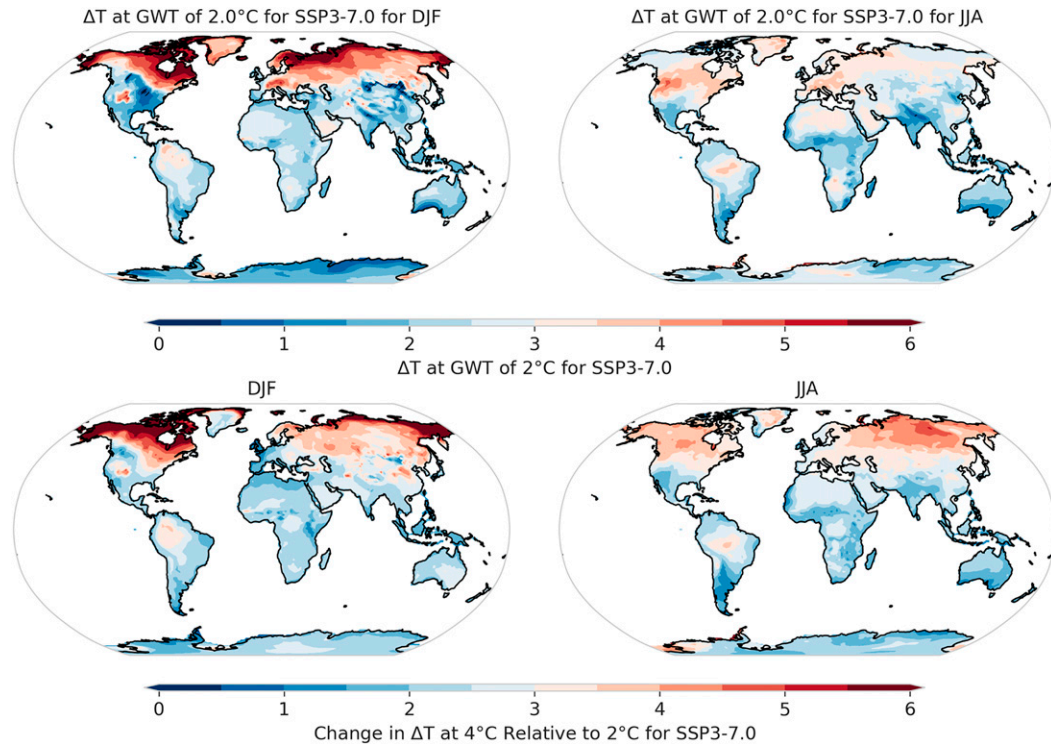 ΔT at GWT of 2.0°C for SSP3-7.0 for DJF
ΔT at GWT of 2.0°C for SSP3-7.0 for JJA
0 1 2 3 4 5 6
ΔT at GWT of 2°C for SSP3-7.0
DJF
JJA
0 1 2 3 4 5 6
Change in ΔT at 4°C Relative to 2°C for SSP3-7.0